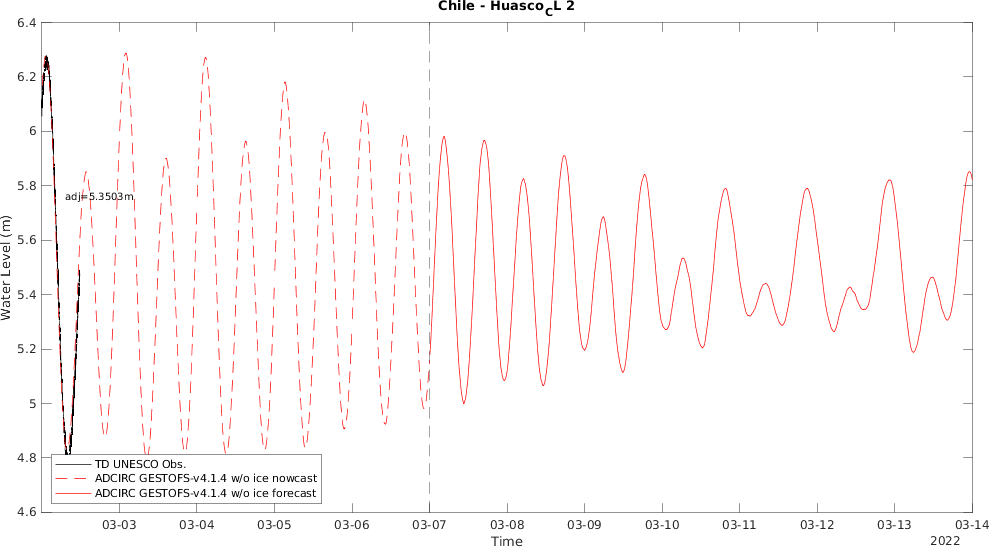 Chile - Huasco_CL 2
6.4
6.2
6
5.8
5.6
5.4
5.2
5
4.8
4.6
Water Level (m)
adj=5.3503m
TD UNESCO Obs.
ADCIRC GESTOFS-v4.1.4 w/o ice nowcast
ADCIRC GESTOFS-v4.1.4 w/o ice forecast
03-03 03-04 03-05 03-06 03-07 03-08 03-09 03-10 03-11 03-12 03-13 03-14
Time
2022